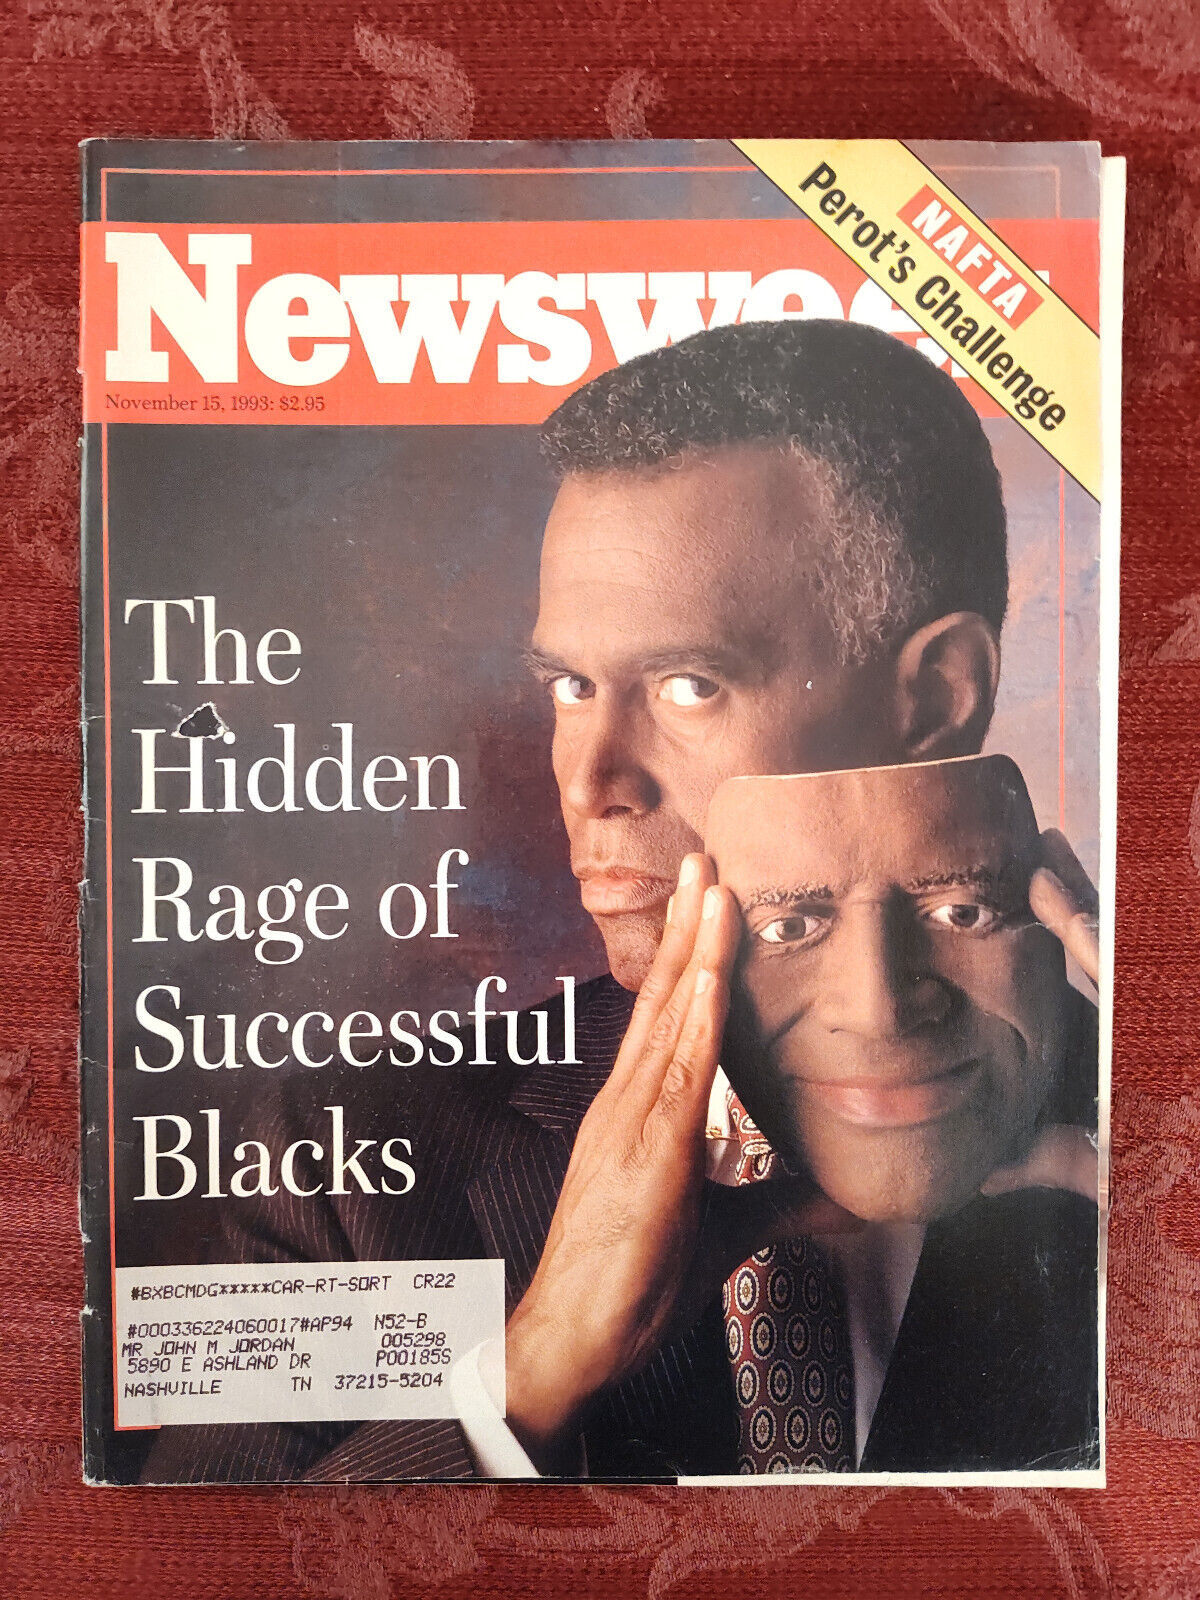 Newswee
NAFTA
Perot's Challenge
November 15, 1993: $2.95
The
Hidden
Rage of
Successful
Blacks
#BXBCMDG*****CAR-RT-SORT CR22
#000336224060017#AP94 N52-B
MR JOHN M JORDAN 005298
5890 E ASHLAND DR P00185S
NASHVILLE TN 37215-5204